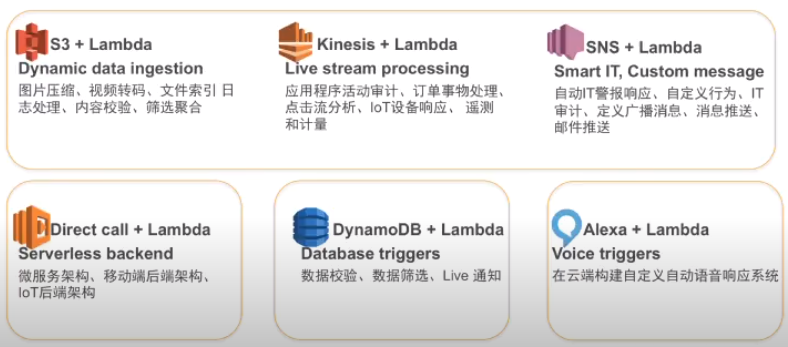 S3 + Lambda
Dynamic data ingestion
图片压缩、视频转码、文件索引 日
志处理、内容校验、筛选聚合
Kinesis + Lambda
Live stream processing
应用程序活动审计、订单事物处理、
点击流分析、IoT设备响应、 遥测
和计量
SNS + Lambda
Smart IT, Custom message
自动IT警报响应、自定义行为、IT
审计、定义广播消息、消息推送、
邮件推送
Direct call + Lambda
Serverless backend
微服务架构、移动端后端架构、
IoT后端架构
DynamoDB + Lambda
Database triggers
数据校验、数据筛选、Live 通知
Alexa + Lambda
Voice triggers
在云端构建自定义自动语音响应系统